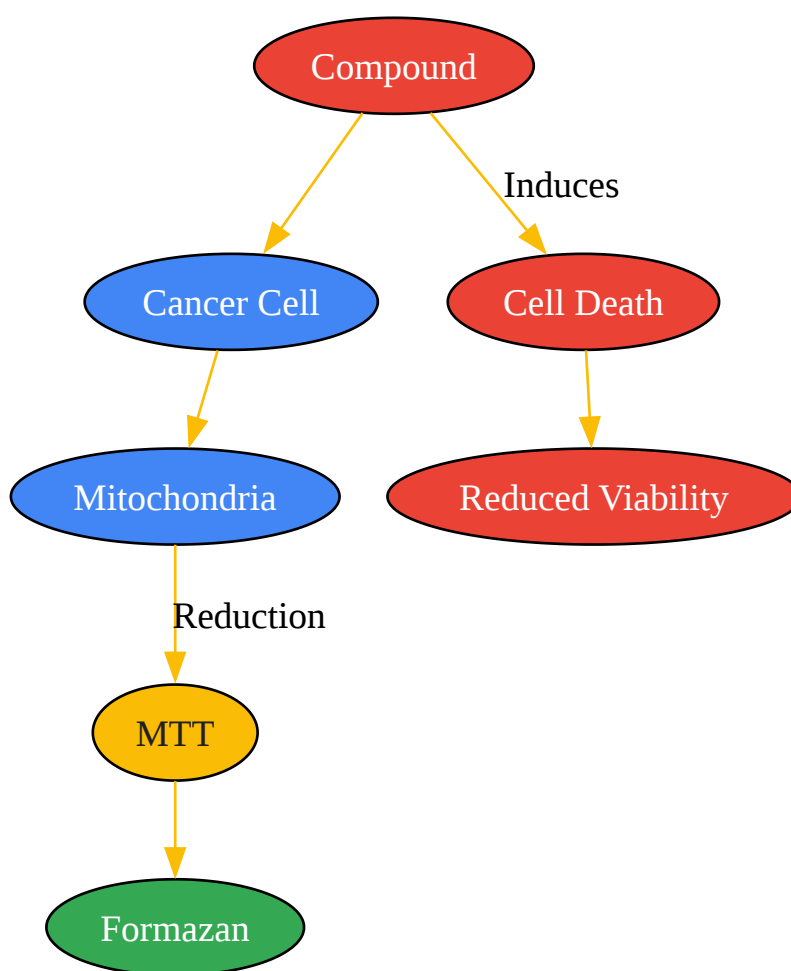 Compound
Induces
Cancer Cell
Cell Death
Mitochondria
Reduced Viability
Reduction
MTT
Formazan